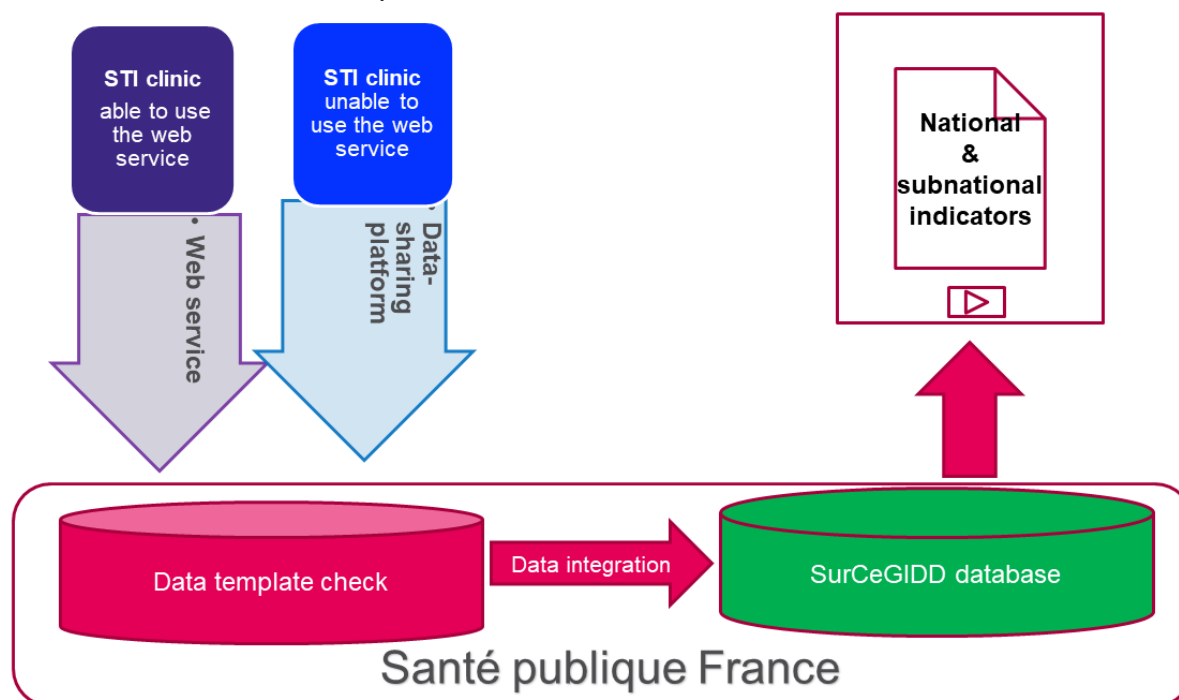 STI clinic
able to use
the web
service
STI clinic
unable to
use the web
service
• Web service
• Data-
sharing
platform
National
&
subnational
indicators
Data template check
Data integration
SurCeGIDD database
Santé publique France